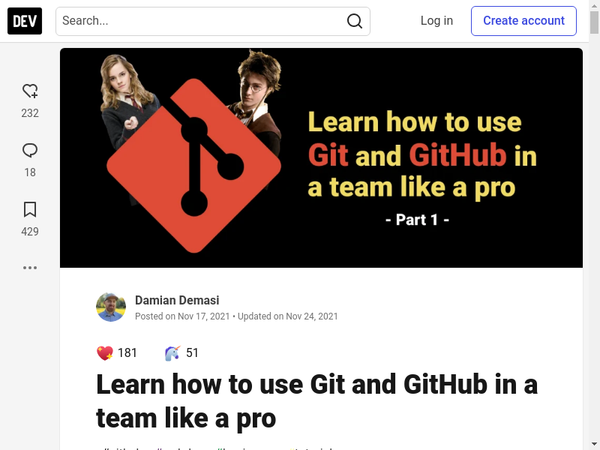 DEV
Search...
Log in
Create account
232
18
429
Learn how to use
Git and GitHub in
a team like a pro
- Part 1 -
Damian Demasi
Posted on Nov 17, 2021 • Updated on Nov 24, 2021
181
51
Learn how to use Git and GitHub in a
team like a pro